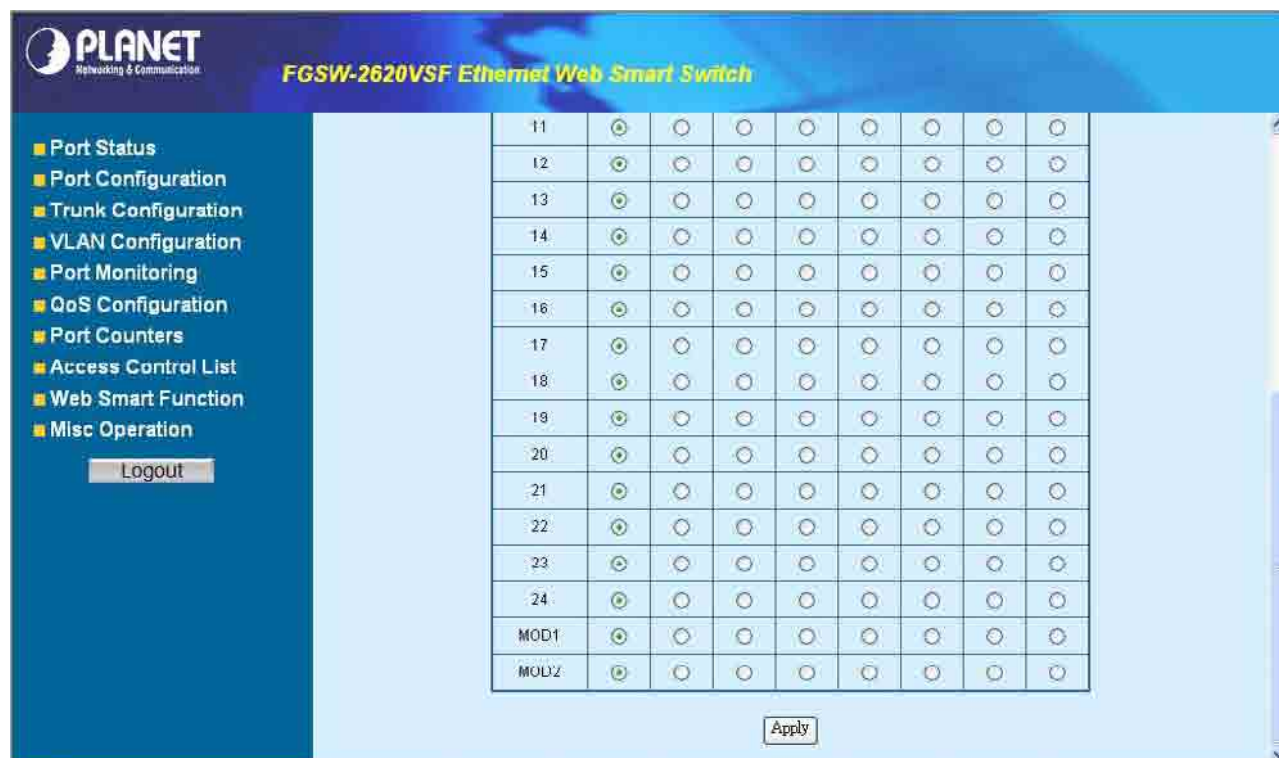 PLANET
Networking & Communication
FGSW-2620VSF Ethernet Web Smart Switch
Port Status
Port Configuration
Trunk Configuration
VLAN Configuration
Port Monitoring
QoS Configuration
Port Counters
Access Control List
Web Smart Function
Misc Operation
Logout
11
12
13
14
15
16
17
18
19
20
21
22
23
24
MOD1
MOD2
Apply